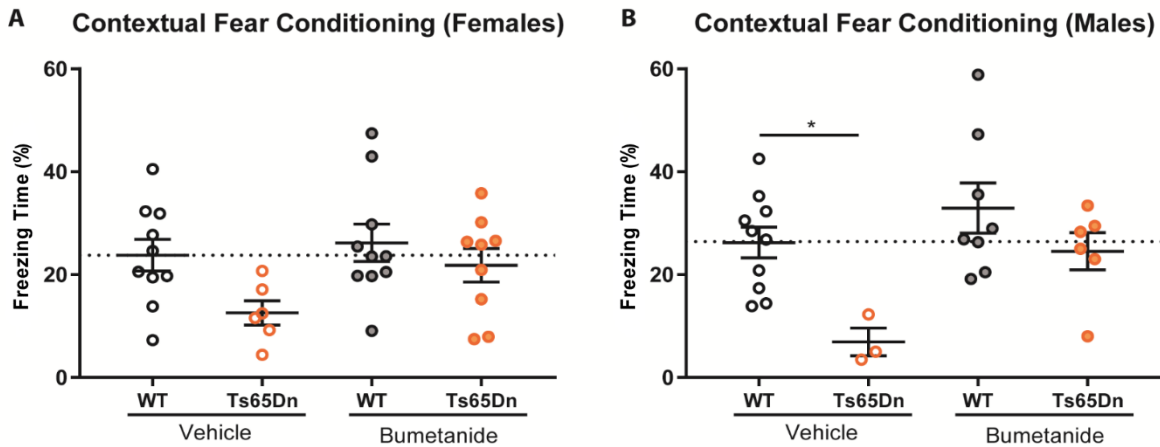 A Contextual Fear Conditioning (Females)
Freezing Time (%)
60
40
20
0
WT Ts65Dn WT Ts65Dn
Vehicle Bumetanide
B Contextual Fear Conditioning (Males)
Freezing Time (%)
60
40
20
0
*
WT Ts65Dn WT Ts65Dn
Vehicle Bumetanide